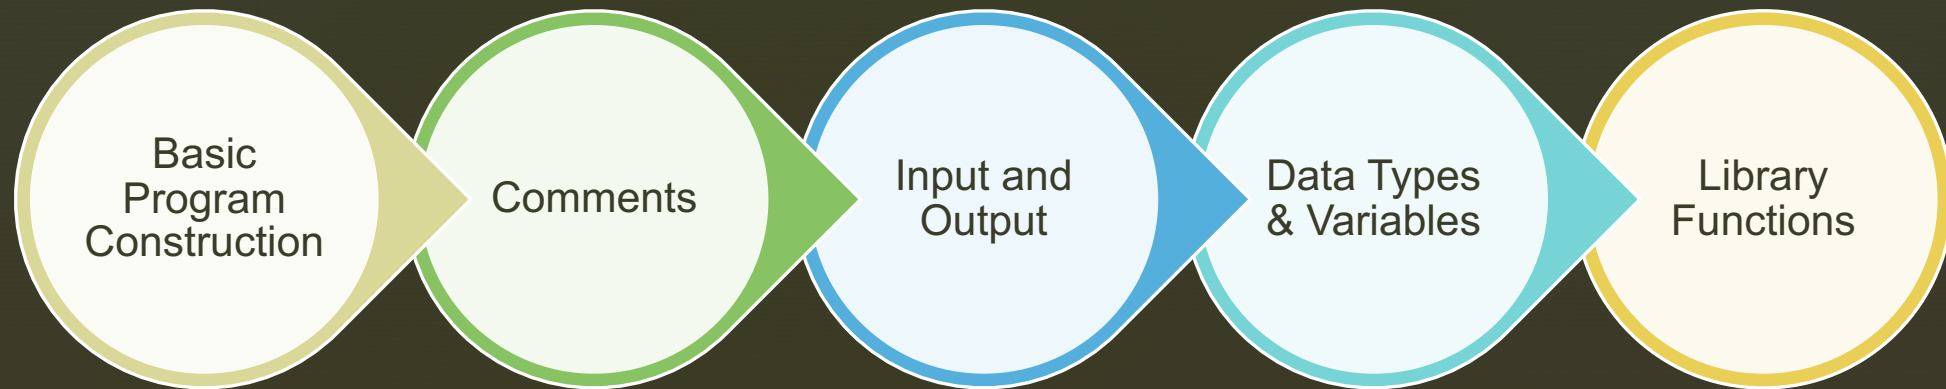 Basic
Program
Construction
Comments
Input and
Output
Data Types
& Variables
Library
Functions